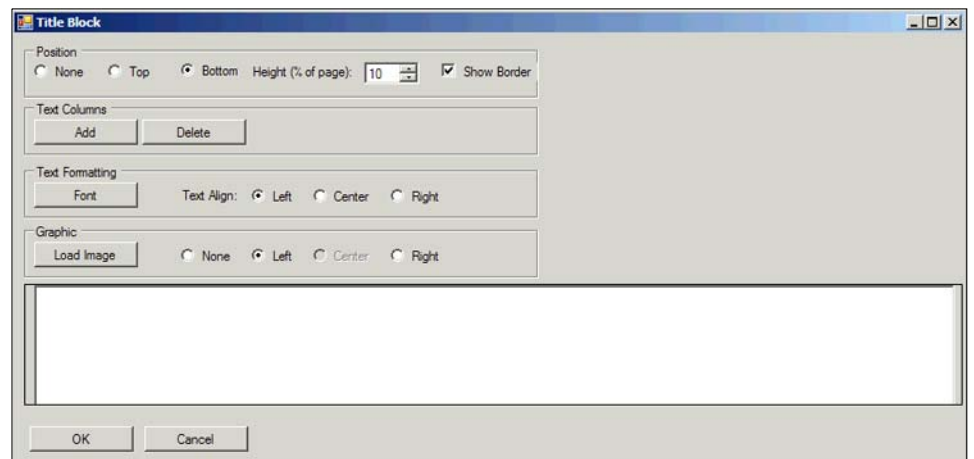 Title Block
Position
None Top Bottom Height (% of page): 10 Show Border
Text Columns
Add Delete
Text Formatting
Font Text Align: Left Center Right
Graphic
Load Image None Left Center Right
OK Cancel